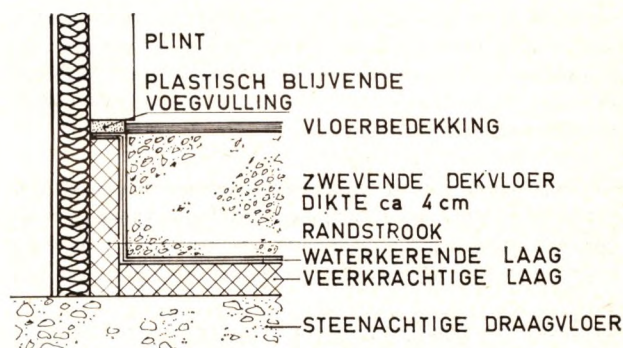 PLINT
PLASTISCH BLIJVENDE
VOEGVULLING
VLOERBEDEKKING
ZWEVENDE DEKVLOER
DIKTE ca 4 cm
RANDSTROOK
WATERKERENDE LAAG
VEERKRACHTIGE LAAG
STEENACHTIGE DRAAGVLOER